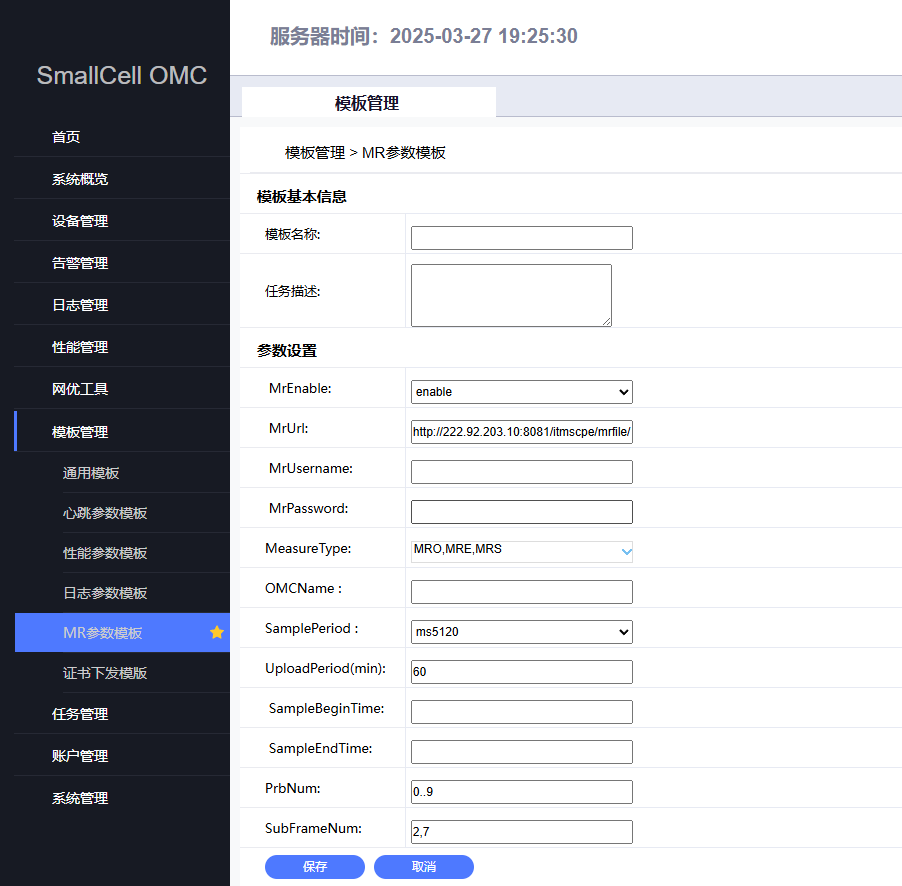 服务器时间：2025-03-27 19:25:30
SmallCell OMC
首页
系统概览
设备管理
告警管理
日志管理
性能管理
网优工具
模板管理
通用模板
心跳参数模板
性能参数模板
日志参数模板
MR参数模板
证书下发模版
任务管理
账户管理
系统管理
模板管理
模板管理 > MR参数模板
模板基本信息
模板名称:
任务描述:
参数设置
MrEnable: enable
MrUrl: http://222.92.203.10:8081/itmscpe/mrfile/
MrUsername:
MrPassword:
MeasureType: MRO,MRE,MRS
OMCName :
SamplePeriod : ms5120
UploadPeriod(min): 60
SampleBeginTime:
SampleEndTime:
PrbNum: 0..9
SubFrameNum: 2,7
保存 取消